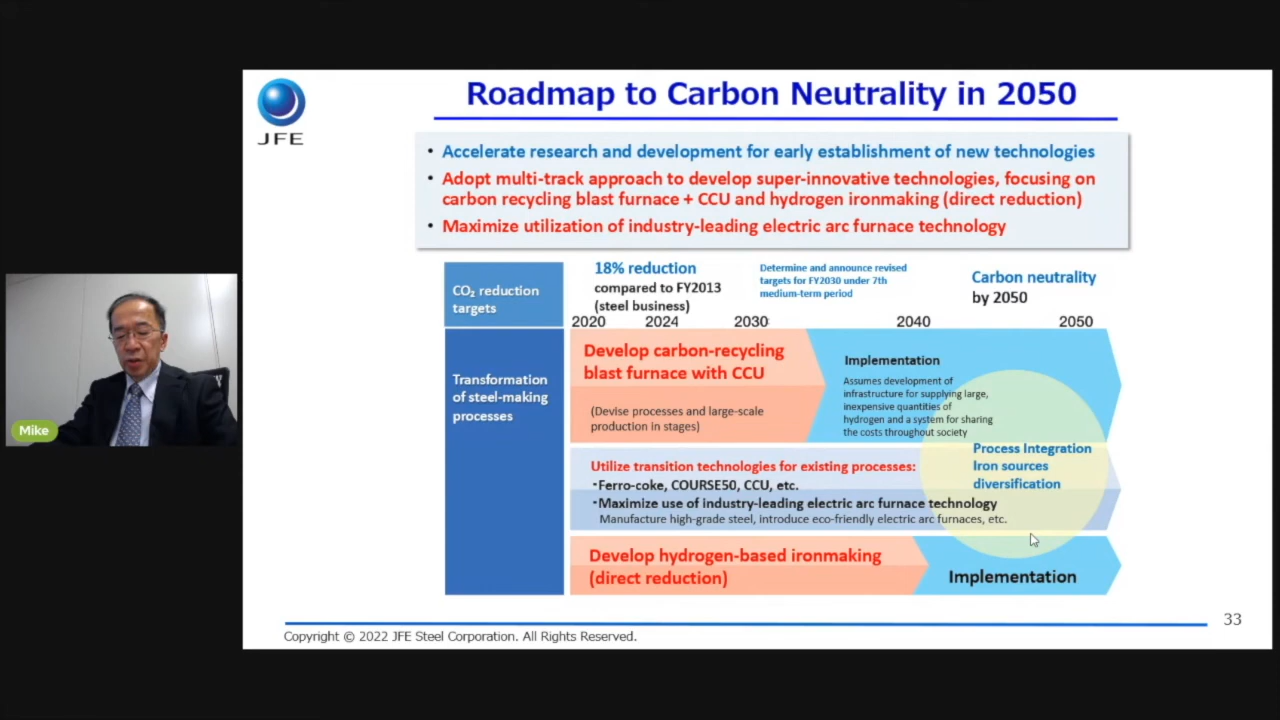 Roadmap to Carbon Neutrality in 2050
JFE
• Accelerate research and development for early establishment of new technologies
• Adopt multi-track approach to develop super-innovative technologies, focusing on
carbon recycling blast furnace + CCU and hydrogen ironmaking (direct reduction)
• Maximize utilization of industry-leading electric arc furnace technology
CO₂ reduction
targets
18% reduction
compared to FY2013
(steel business)
Determine and announce revised
targets for FY2030 under 7th
medium-term period
Carbon neutrality
by 2050
2020 2024 2030 2040 2050
Transformation
of steel-making
processes
Develop carbon-recycling
blast furnace with CCU
(Devise processes and large-scale
production in stages)
Implementation
Assumes development of
infrastructure for supplying large,
inexpensive quantities of
hydrogen and a system for sharing
the costs throughout society
Process Integration
Iron sources
diversification
Utilize transition technologies for existing processes:
・Ferro-coke, COURSE50, CCU, etc.
・Maximize use of industry-leading electric arc furnace technology
Manufacture high-grade steel, introduce eco-friendly electric arc furnaces, etc.
Develop hydrogen-based ironmaking
(direct reduction)
Implementation
Mike
33
Copyright © 2022 JFE Steel Corporation. All Rights Reserved.